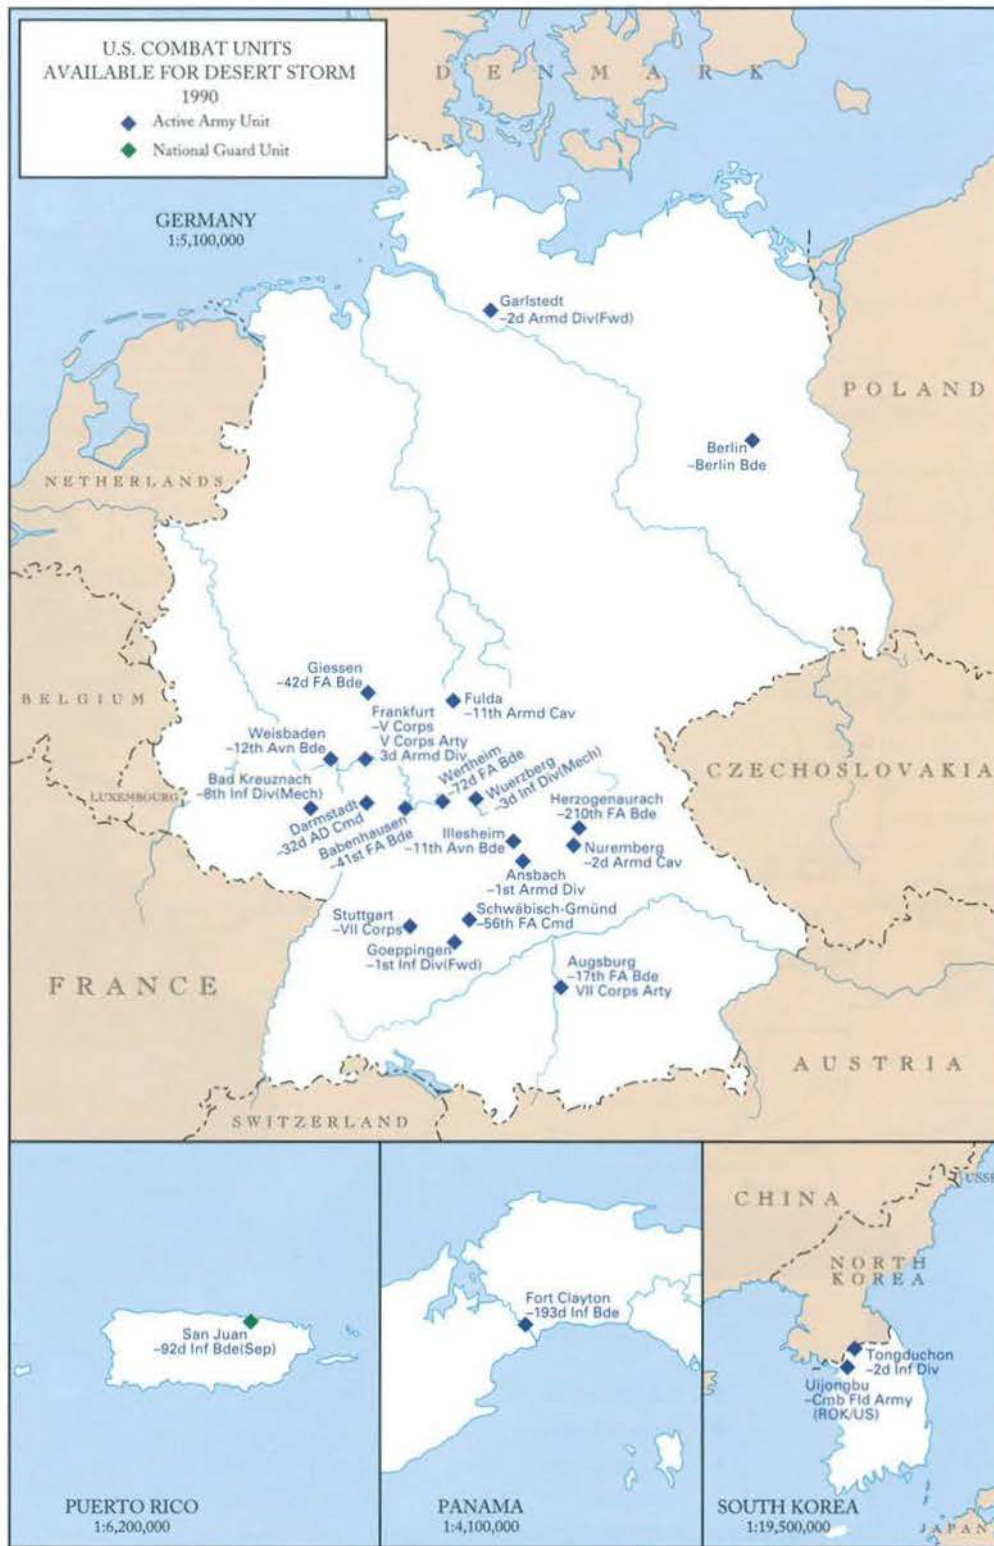 U.S. COMBAT UNITS
AVAILABLE FOR DESERT STORM
1990
Active Army Unit
National Guard Unit
DENMARK
GERMANY
1:5,100,000
Garlstedt
–2d Armd Div(Fwd)
POLAND
Berlin
–Berlin Bde
NETHERLANDS
BELGIUM
LUXEMBOURG
Giessen
–42d FA Bde
Fulda
–11th Armd Cav
Frankfurt
–V Corps
V Corps Arty
3d Armd Div
Weisbaden
–12th Avn Bde
Bad Kreuznach
–8th Inf Div(Mech)
Darmstadt
–32d AD Cmd
Babenhausen
–41st FA Bde
Wertheim
–72d FA Bde
Wuerzberg
–3d Inf Div(Mech)
Herzogenaurach
–210th FA Bde
Illesheim
–11th Avn Bde
Nuremberg
–2d Armd Cav
Ansbach
–1st Armd Div
CZECHOSLOVAKIA
Stuttgart
–VII Corps
Schwäbisch-Gmünd
–56th FA Cmd
Goeppingen
–1st Inf Div(Fwd)
Augsburg
–17th FA Bde
VII Corps Arty
FRANCE
AUSTRIA
SWITZERLAND
San Juan
–92d Inf Bde(Sep)
PUERTO RICO
1:6,200,000
Fort Clayton
–193d Inf Bde
PANAMA
1:4,100,000
CHINA
USSR
NORTH
KOREA
Tongduchon
–2d Inf Div
Uijongbu
–Cmb Fld Army
(ROK/US)
SOUTH KOREA
1:19,500,000
JAPAN